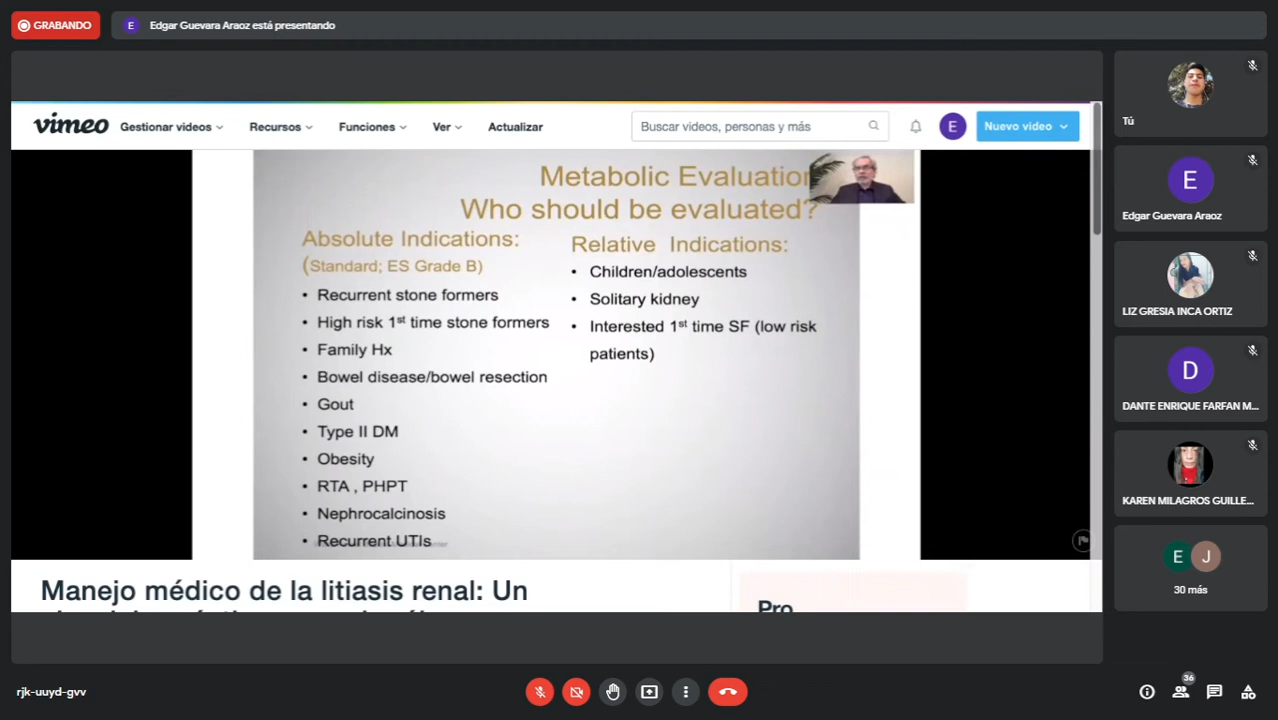 GRABANDO
E Edgar Guevara Araoz está presentando
vimeo Gestionar videos Recursos Funciones Ver Actualizar
Buscar videos, personas y más
E
Nuevo video
Metabolic Evaluation
Who should be evaluated?
Absolute Indications:
(Standard; ES Grade B)
• Recurrent stone formers
• High risk 1st time stone formers
• Family Hx
• Bowel disease/bowel resection
• Gout
• Type II DM
• Obesity
• RTA , PHPT
• Nephrocalcinosis
• Recurrent UTIs
Relative Indications:
• Children/adolescents
• Solitary kidney
• Interested 1st time SF (low risk
patients)
Manejo médico de la litiasis renal: Un
Pro
Tú
E
Edgar Guevara Araoz
LIZ GRESIA INCA ORTIZ
D
DANTE ENRIQUE FARFAN M...
KAREN MILAGROS GUILLE...
E J
30 más
rjk-uuyd-gvv
36